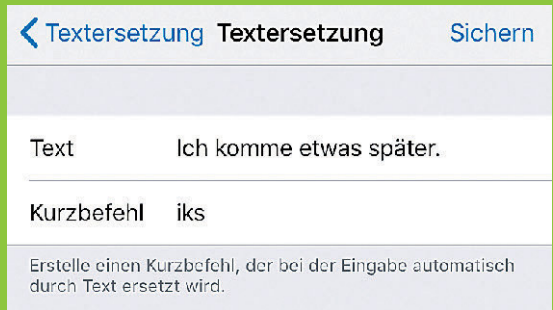 Textersetzung Textersetzung Sichern
Text Ich komme etwas später.
Kurzbefehl iks
Erstelle einen Kurzbefehl, der bei der Eingabe automatisch
durch Text ersetzt wird.